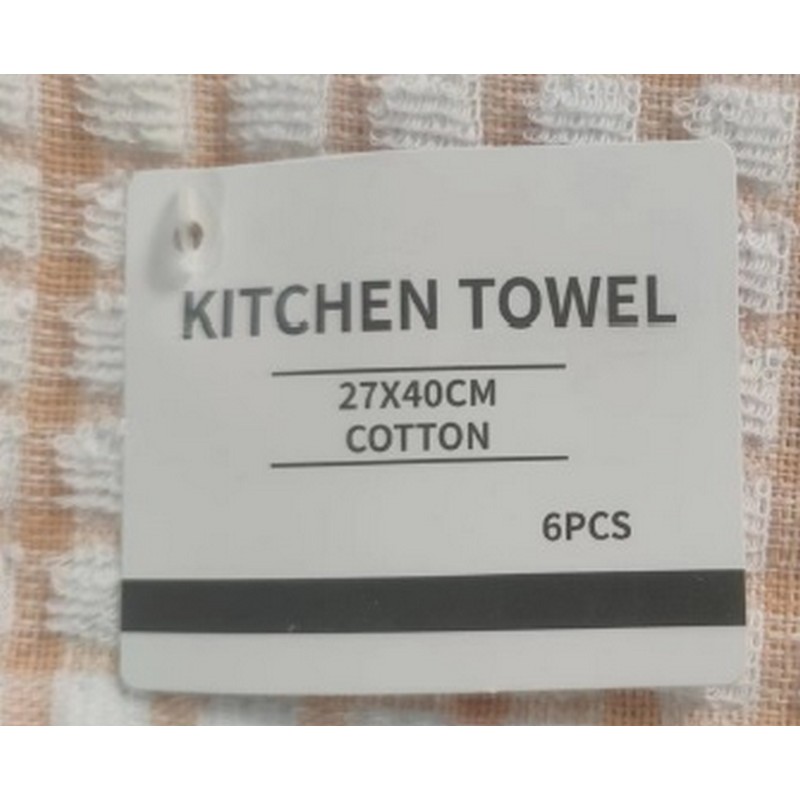 KITCHEN TOWEL
27X40CM
COTTON
6PCS